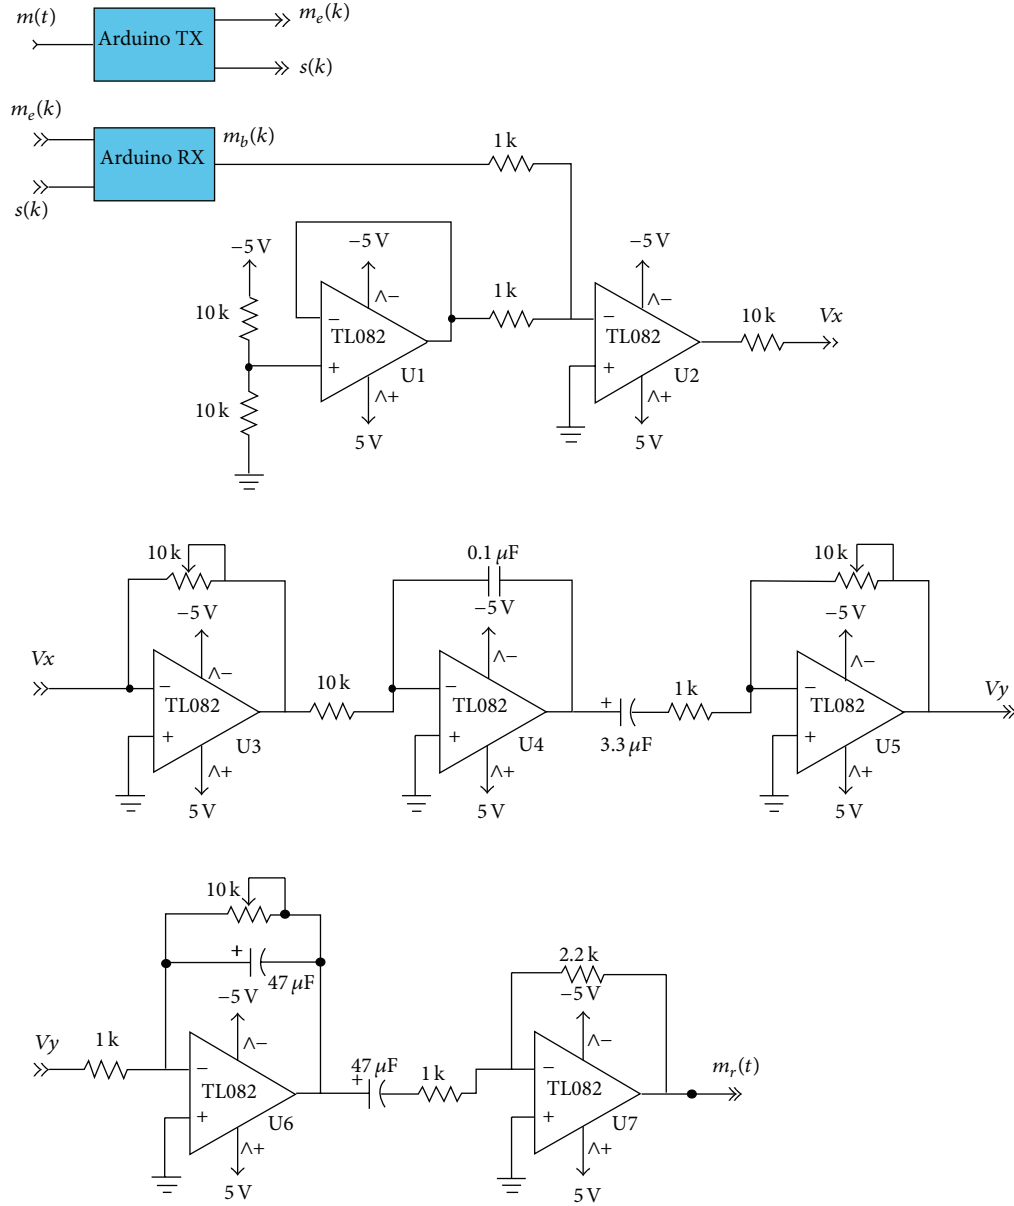 m(t)
Arduino TX
m_e(k)
s(k)
m_e(k)
Arduino RX
m_b(k)
s(k)
1 k
−5 V
−5 V
−5 V
10 k
∧−
1 k
∧−
10 k
Vx
−
TL082
+
U1
−
TL082
+
U2
10 k
∧+
∧+
5 V
5 V
10 k
0.1 μF
10 k
−5 V
−5 V
−5 V
Vx
∧−
∧−
∧−
Vy
−
TL082
+
U3
10 k
−
TL082
+
U4
+
3.3 μF
1 k
−
TL082
+
U5
∧+
∧+
∧+
5 V
5 V
5 V
10 k
+
47 μF
2.2 k
−5 V
−5 V
Vy
1 k
∧−
47 μF
+
1 k
∧−
m_r(t)
−
TL082
+
U6
−
TL082
+
U7
∧+
∧+
5 V
5 V